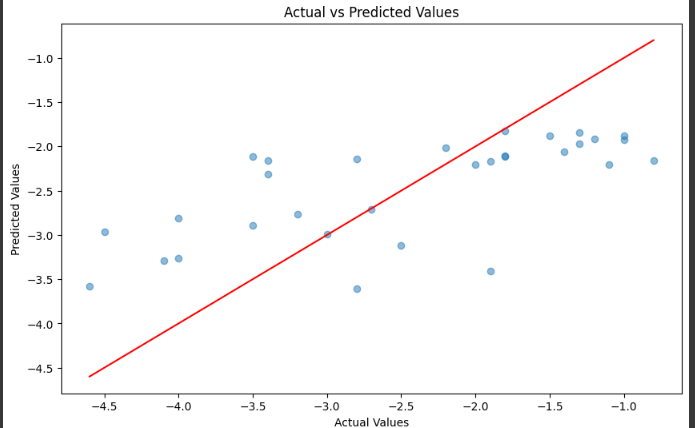 Actual vs Predicted Values
−1.0
−1.5
−2.0
−2.5
−3.0
−3.5
−4.0
−4.5
Predicted Values
−4.5 −4.0 −3.5 −3.0 −2.5 −2.0 −1.5 −1.0
Actual Values